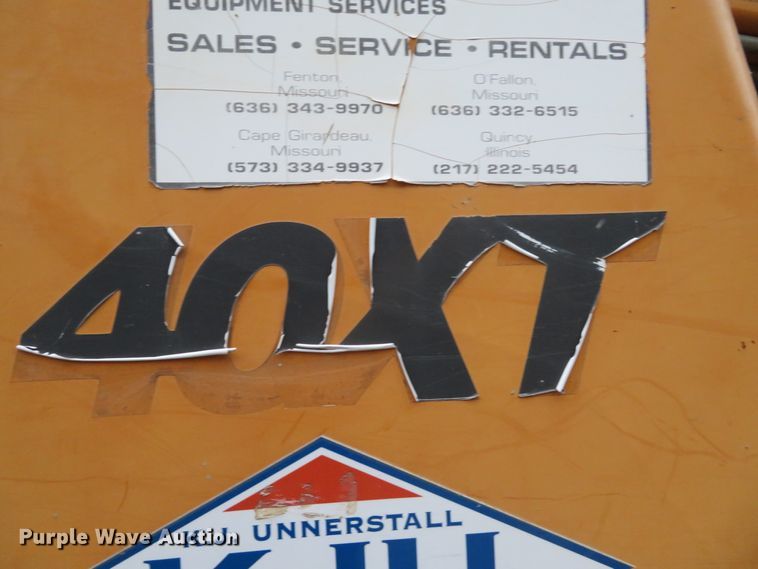 EQUIPMENT SERVICES
SALES • SERVICE • RENTALS
Fenton,
Missouri
(636) 343-9970
O'Fallon,
Missouri
(636) 332-6515
Cape Girardeau,
Missouri
(573) 334-9937
Quincy,
Illinois
(217) 222-5454
40XT
UNNERSTALL
KJU
Purple Wave Auction